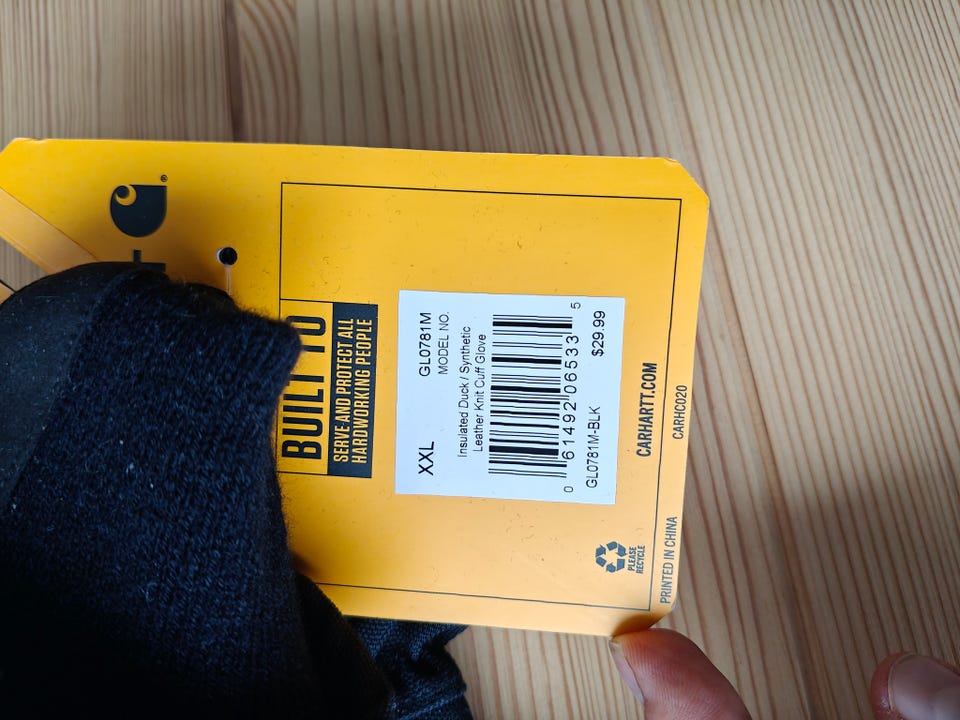 BUILT TO
SERVE AND PROTECT ALL
HARDWORKING PEOPLE
XXL
GL0781M
MODEL NO.
Insulated Duck / Synthetic
Leather Knit Cuff Glove
0 61492 06533 5
GL0781M-BLK
$29.99
PLEASE
RECYCLE
CARHARTT.COM
PRINTED IN CHINA
CARHC020